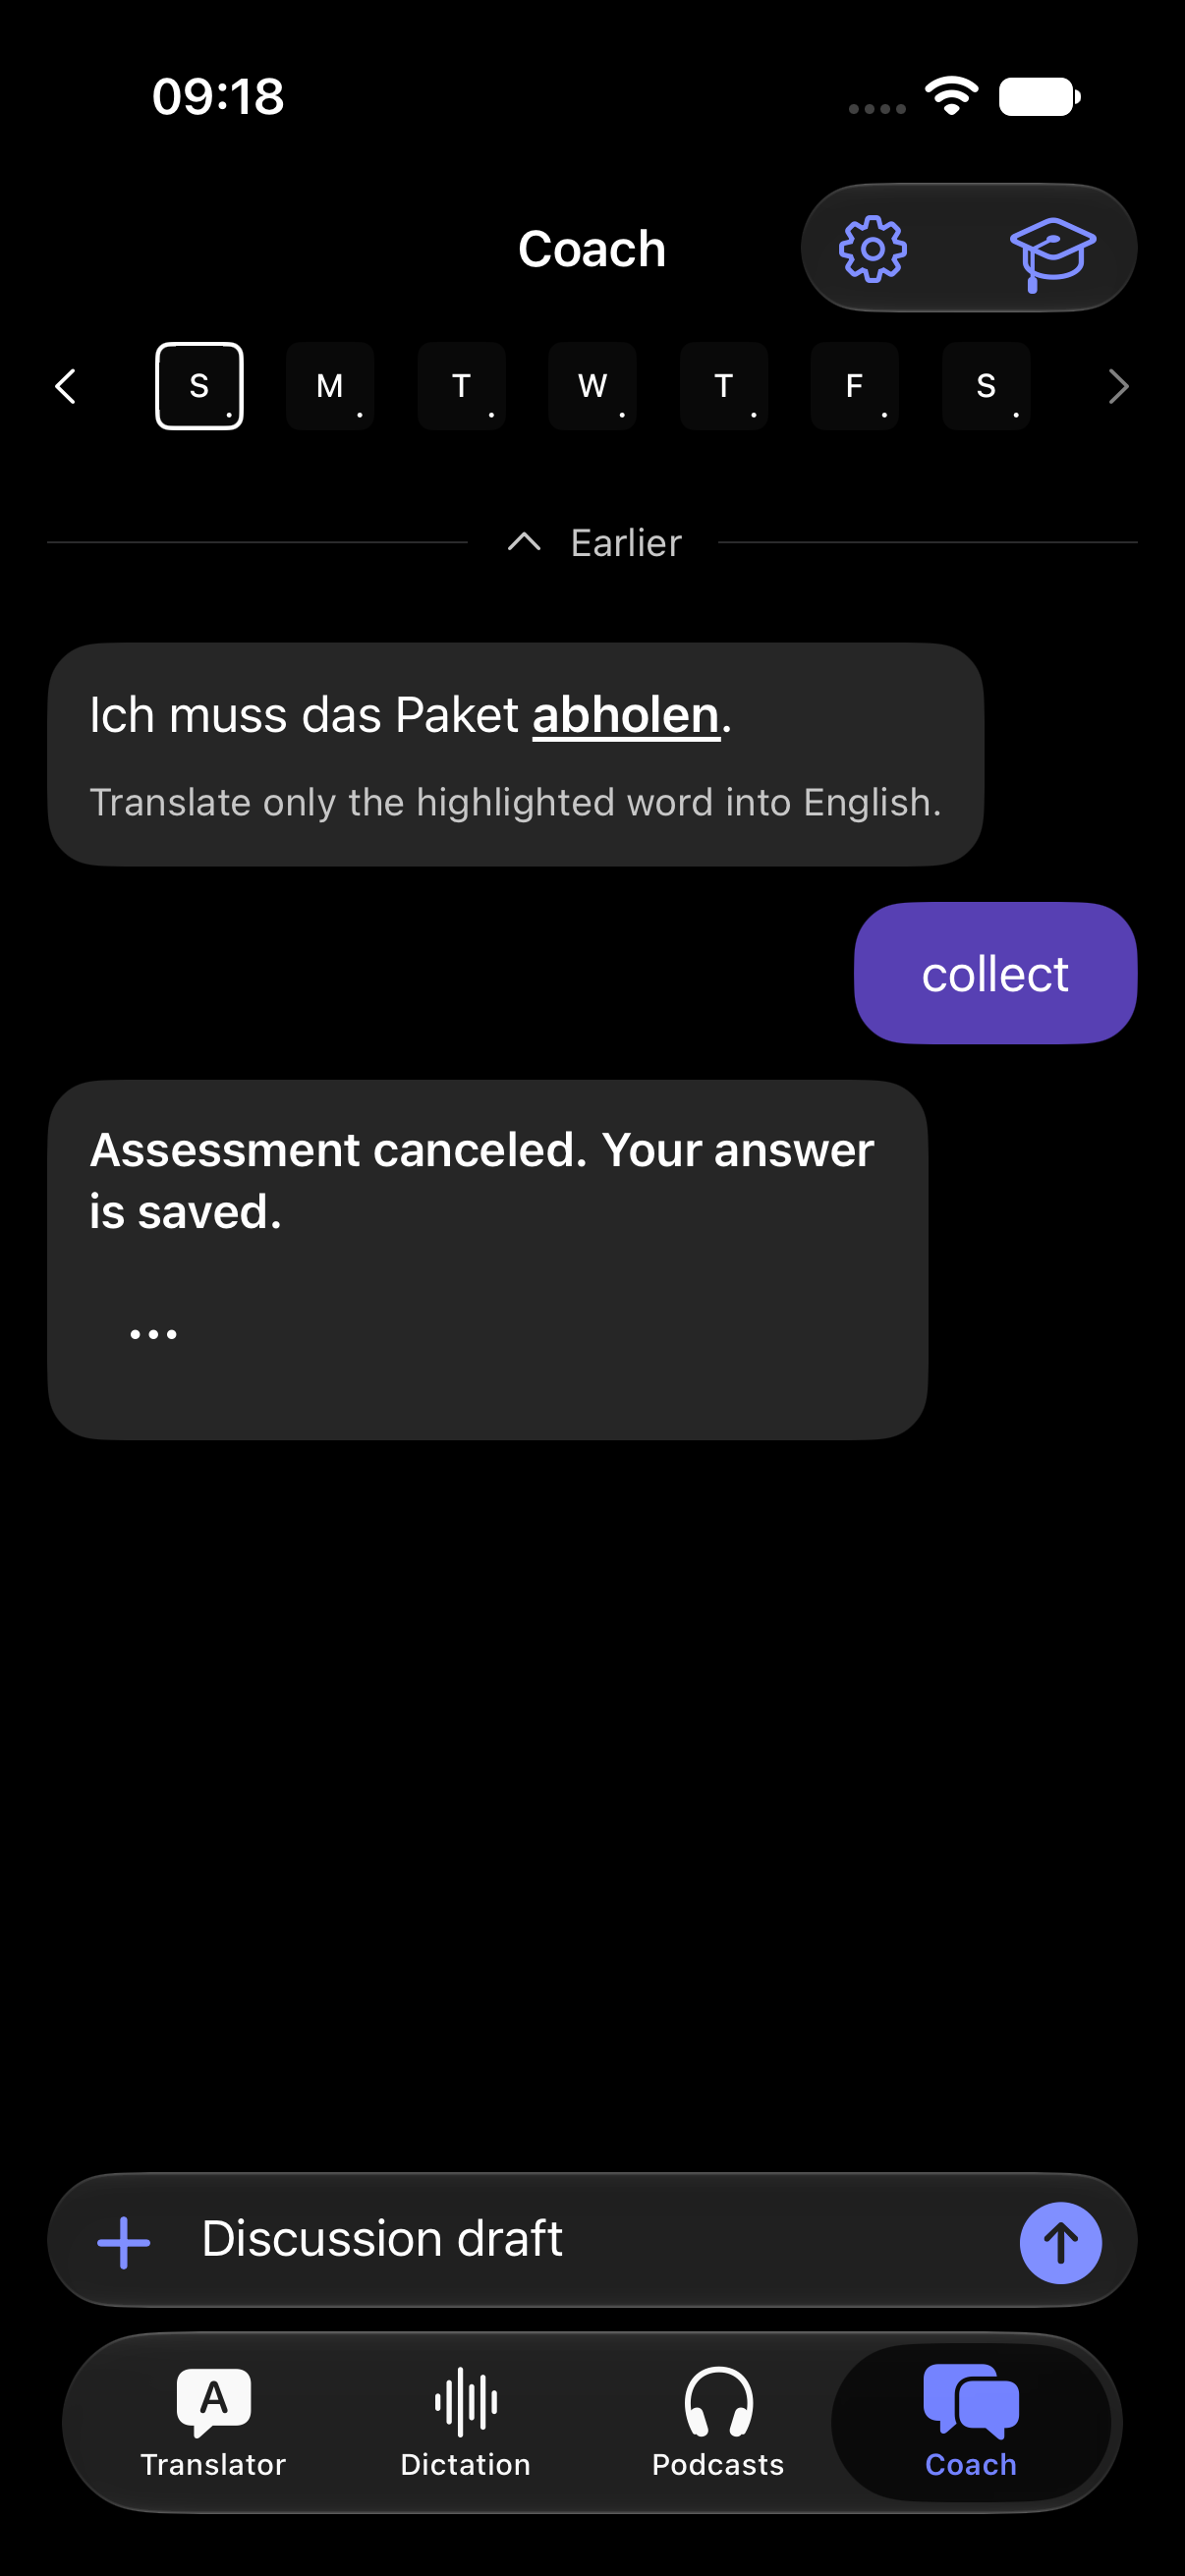 09:18
Coach
S M T W T F S
Earlier
Ich muss das Paket abholen.
Translate only the highlighted word into English.
collect
Assessment canceled. Your answer
is saved.
...
Discussion draft
A
Translator Dictation Podcasts Coach